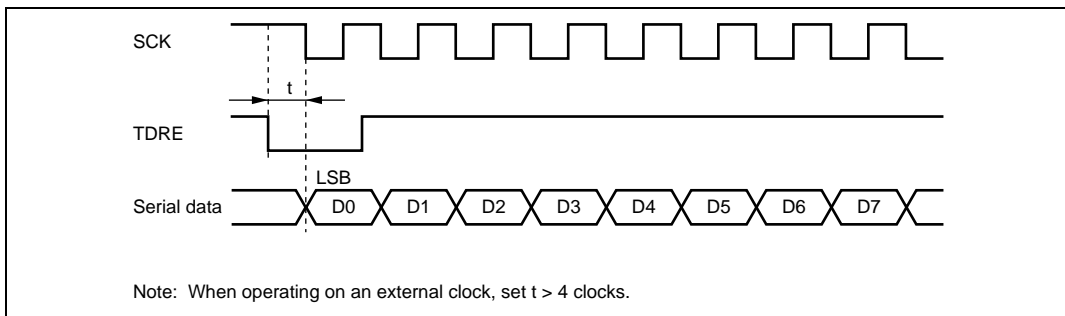 SCK
t
TDRE
LSB
Serial data D0 D1 D2 D3 D4 D5 D6 D7
Note: When operating on an external clock, set t > 4 clocks.